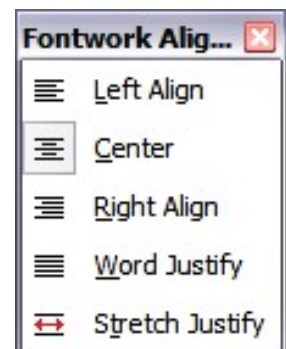 Fontwork Alig...
Left Align
Center
Right Align
Word Justify
Stretch Justify